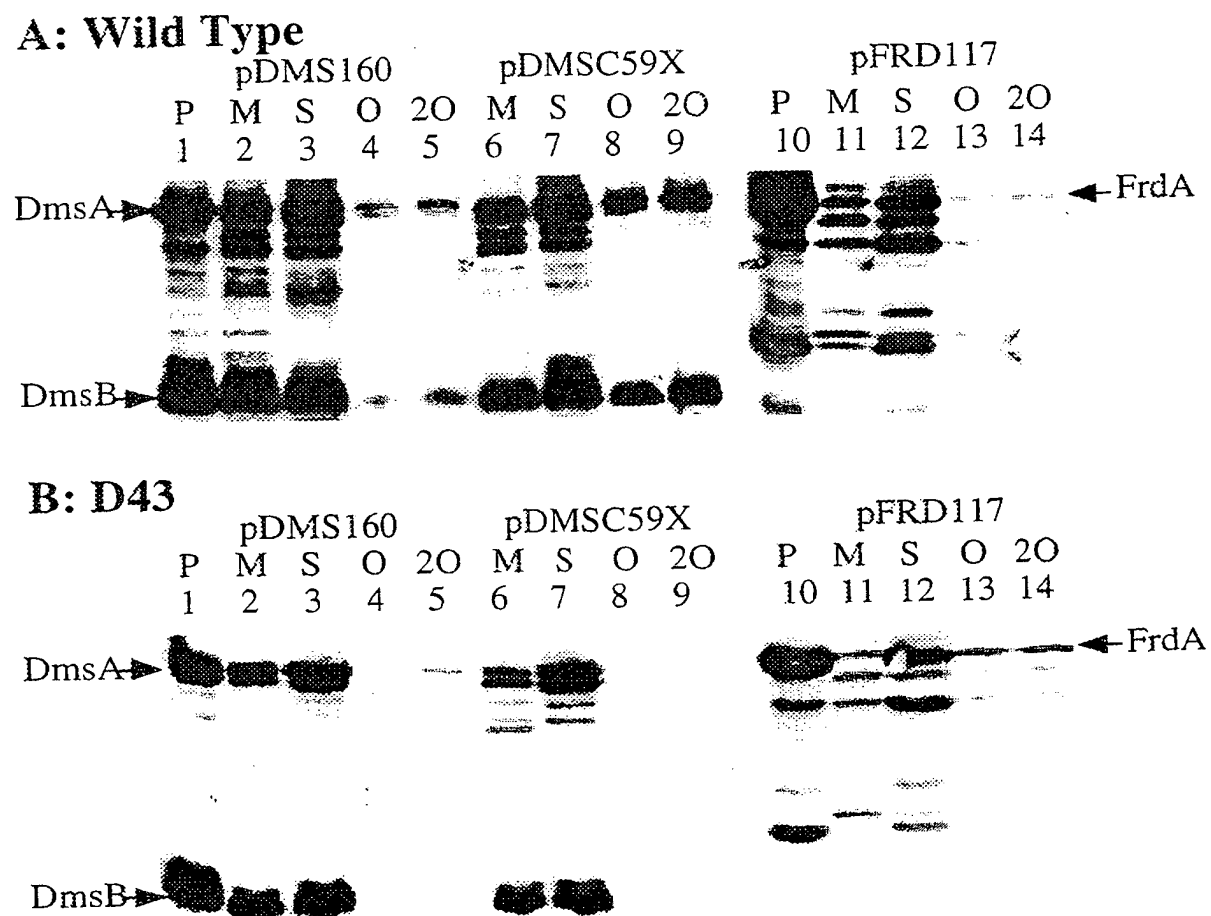 A: Wild Type
pDMS160 pDMSC59X pFRD117
P M S O 2O M S O 2O P M S O 2O
1 2 3 4 5 6 7 8 9 10 11 12 13 14
DmsA FrdA
DmsB
B: D43
pDMS160 pDMSC59X pFRD117
P M S O 2O M S O 2O P M S O 2O
1 2 3 4 5 6 7 8 9 10 11 12 13 14
DmsA FrdA
DmsB